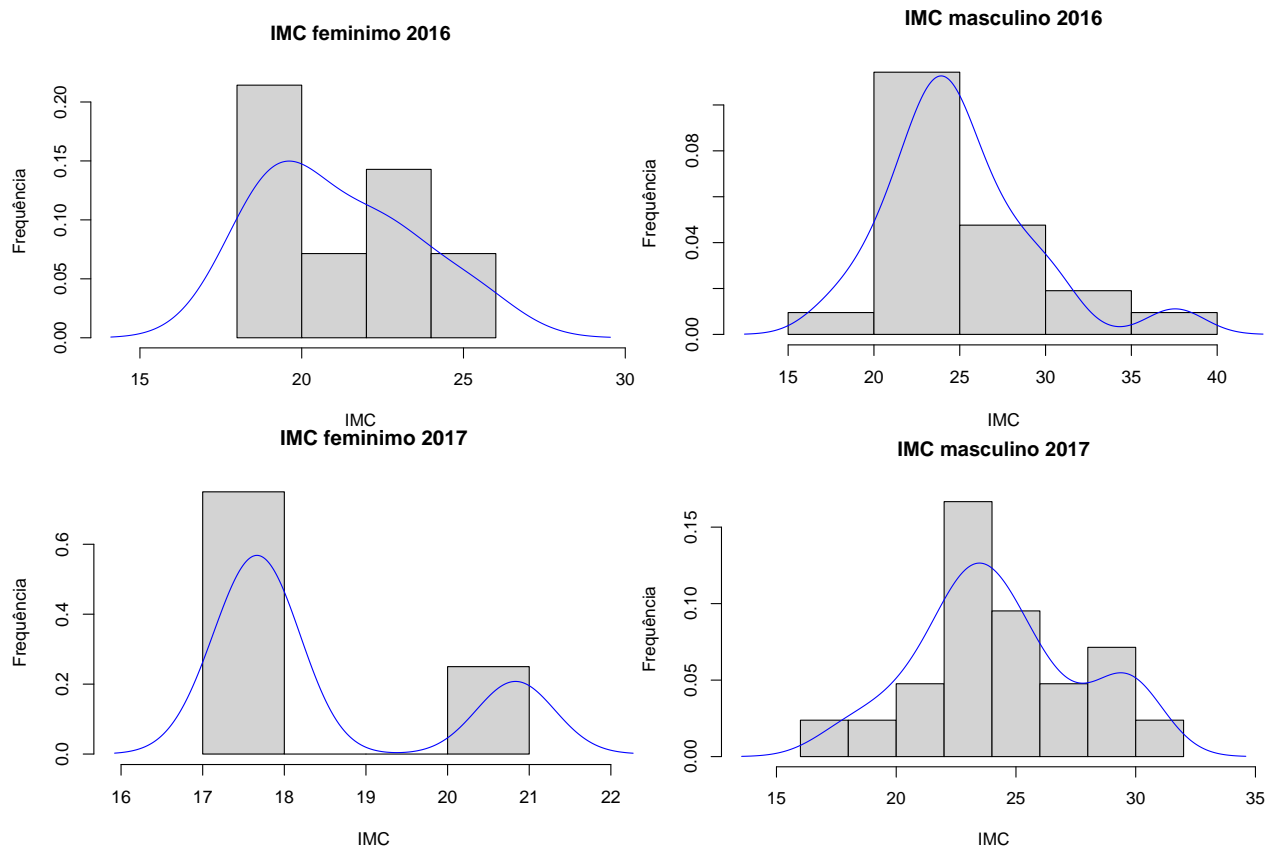 IMC feminimo 2016
Frequência
0.00 0.05 0.10 0.15 0.20
15 20 25 30
IMC
IMC masculino 2016
Frequência
0.00 0.04 0.08
15 20 25 30 35 40
IMC
IMC feminimo 2017
Frequência
0.0 0.2 0.4 0.6
16 17 18 19 20 21 22
IMC
IMC masculino 2017
Frequência
0.00 0.05 0.10 0.15
15 20 25 30 35
IMC